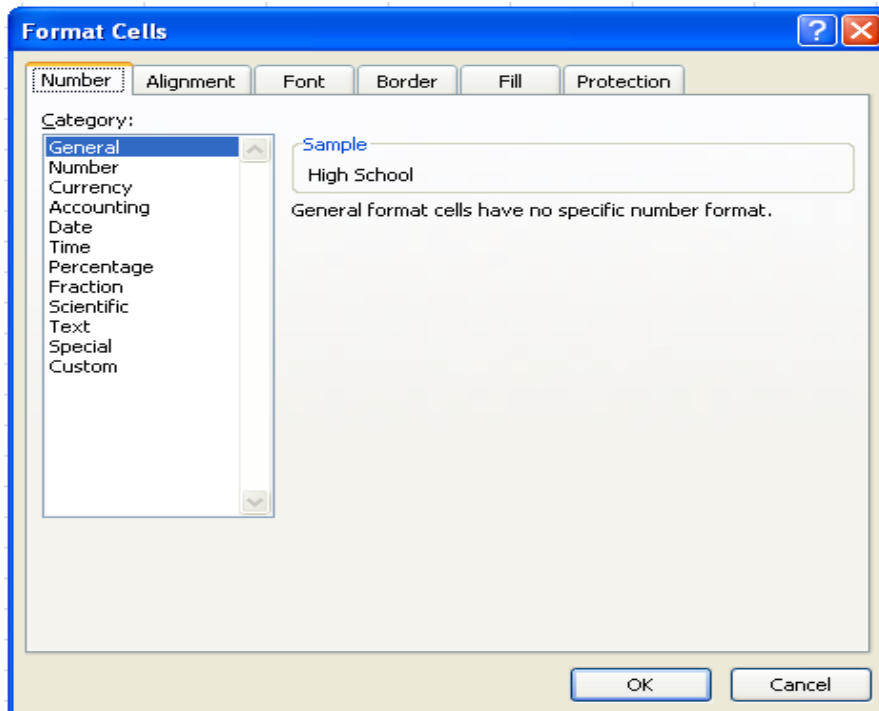 Format Cells
?
Number Alignment Font Border Fill Protection
Category:
General
Number
Currency
Accounting
Date
Time
Percentage
Fraction
Scientific
Text
Special
Custom
Sample
High School
General format cells have no specific number format.
OK Cancel